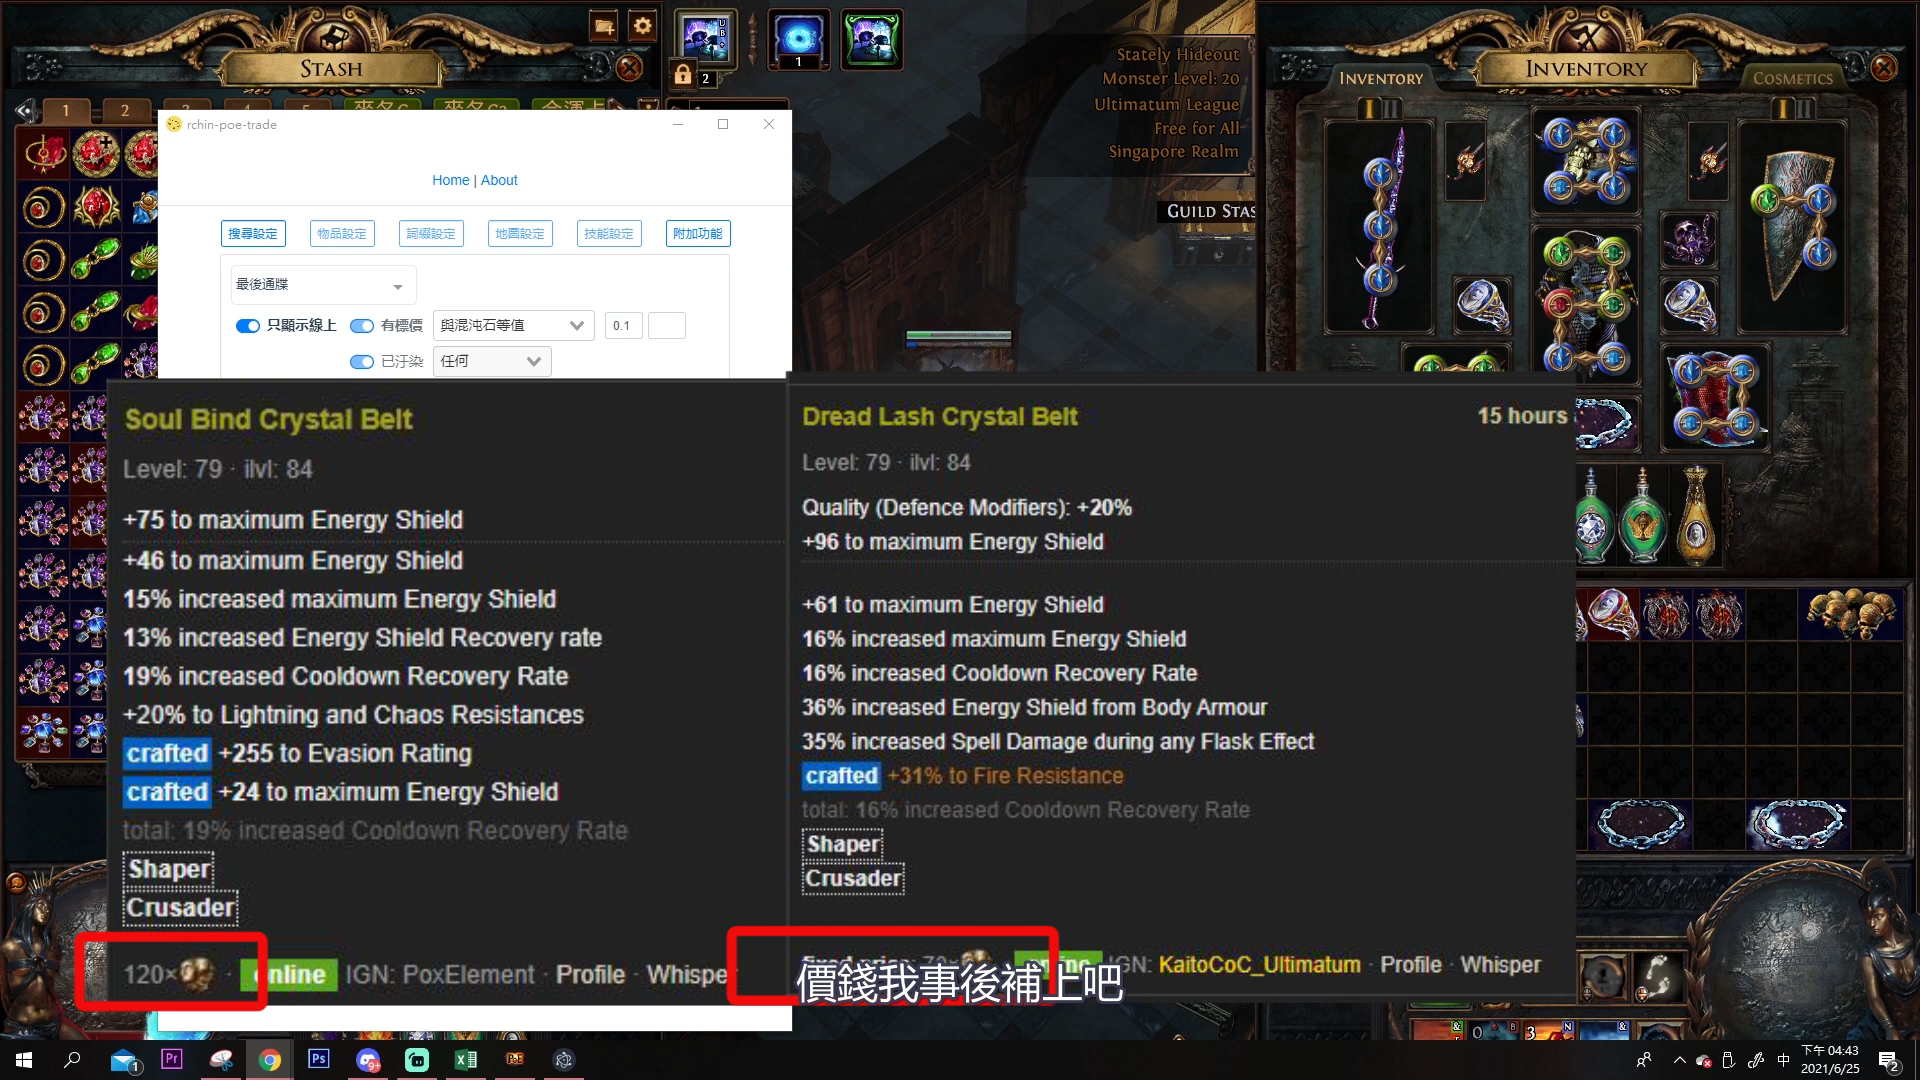 STASH
1
2
rchin-poe-trade
Home | About
搜尋設定
物品設定
詞綴設定
地圖設定
技能設定
附加功能
最後通牒
只顯示線上
有標價
與混沌石等值
0.1
已汙染
任何
2
1
Stately Hideout
Monster Level: 20
Ultimatum League
Free for All
Singapore Realm
GUILD STAS
INVENTORY
INVENTORY
COSMETICS
I II
I II
Soul Bind Crystal Belt
Level: 79 · ilvl: 84
+75 to maximum Energy Shield
+46 to maximum Energy Shield
15% increased maximum Energy Shield
13% increased Energy Shield Recovery rate
19% increased Cooldown Recovery Rate
+20% to Lightning and Chaos Resistances
crafted +255 to Evasion Rating
crafted +24 to maximum Energy Shield
total: 19% increased Cooldown Recovery Rate
Shaper
Crusader
120× · online IGN: PoxElement · Profile · Whisper
Dread Lash Crystal Belt
15 hours
Level: 79 · ilvl: 84
Quality (Defence Modifiers): +20%
+96 to maximum Energy Shield
+61 to maximum Energy Shield
16% increased maximum Energy Shield
16% increased Cooldown Recovery Rate
36% increased Energy Shield from Body Armour
35% increased Spell Damage during any Flask Effect
crafted +31% to Fire Resistance
total: 16% increased Cooldown Recovery Rate
Shaper
Crusader
IGN: KaitoCoC_Ultimatum · Profile · Whisper
價錢我事後補上吧
中
下午 04:43
2021/6/25